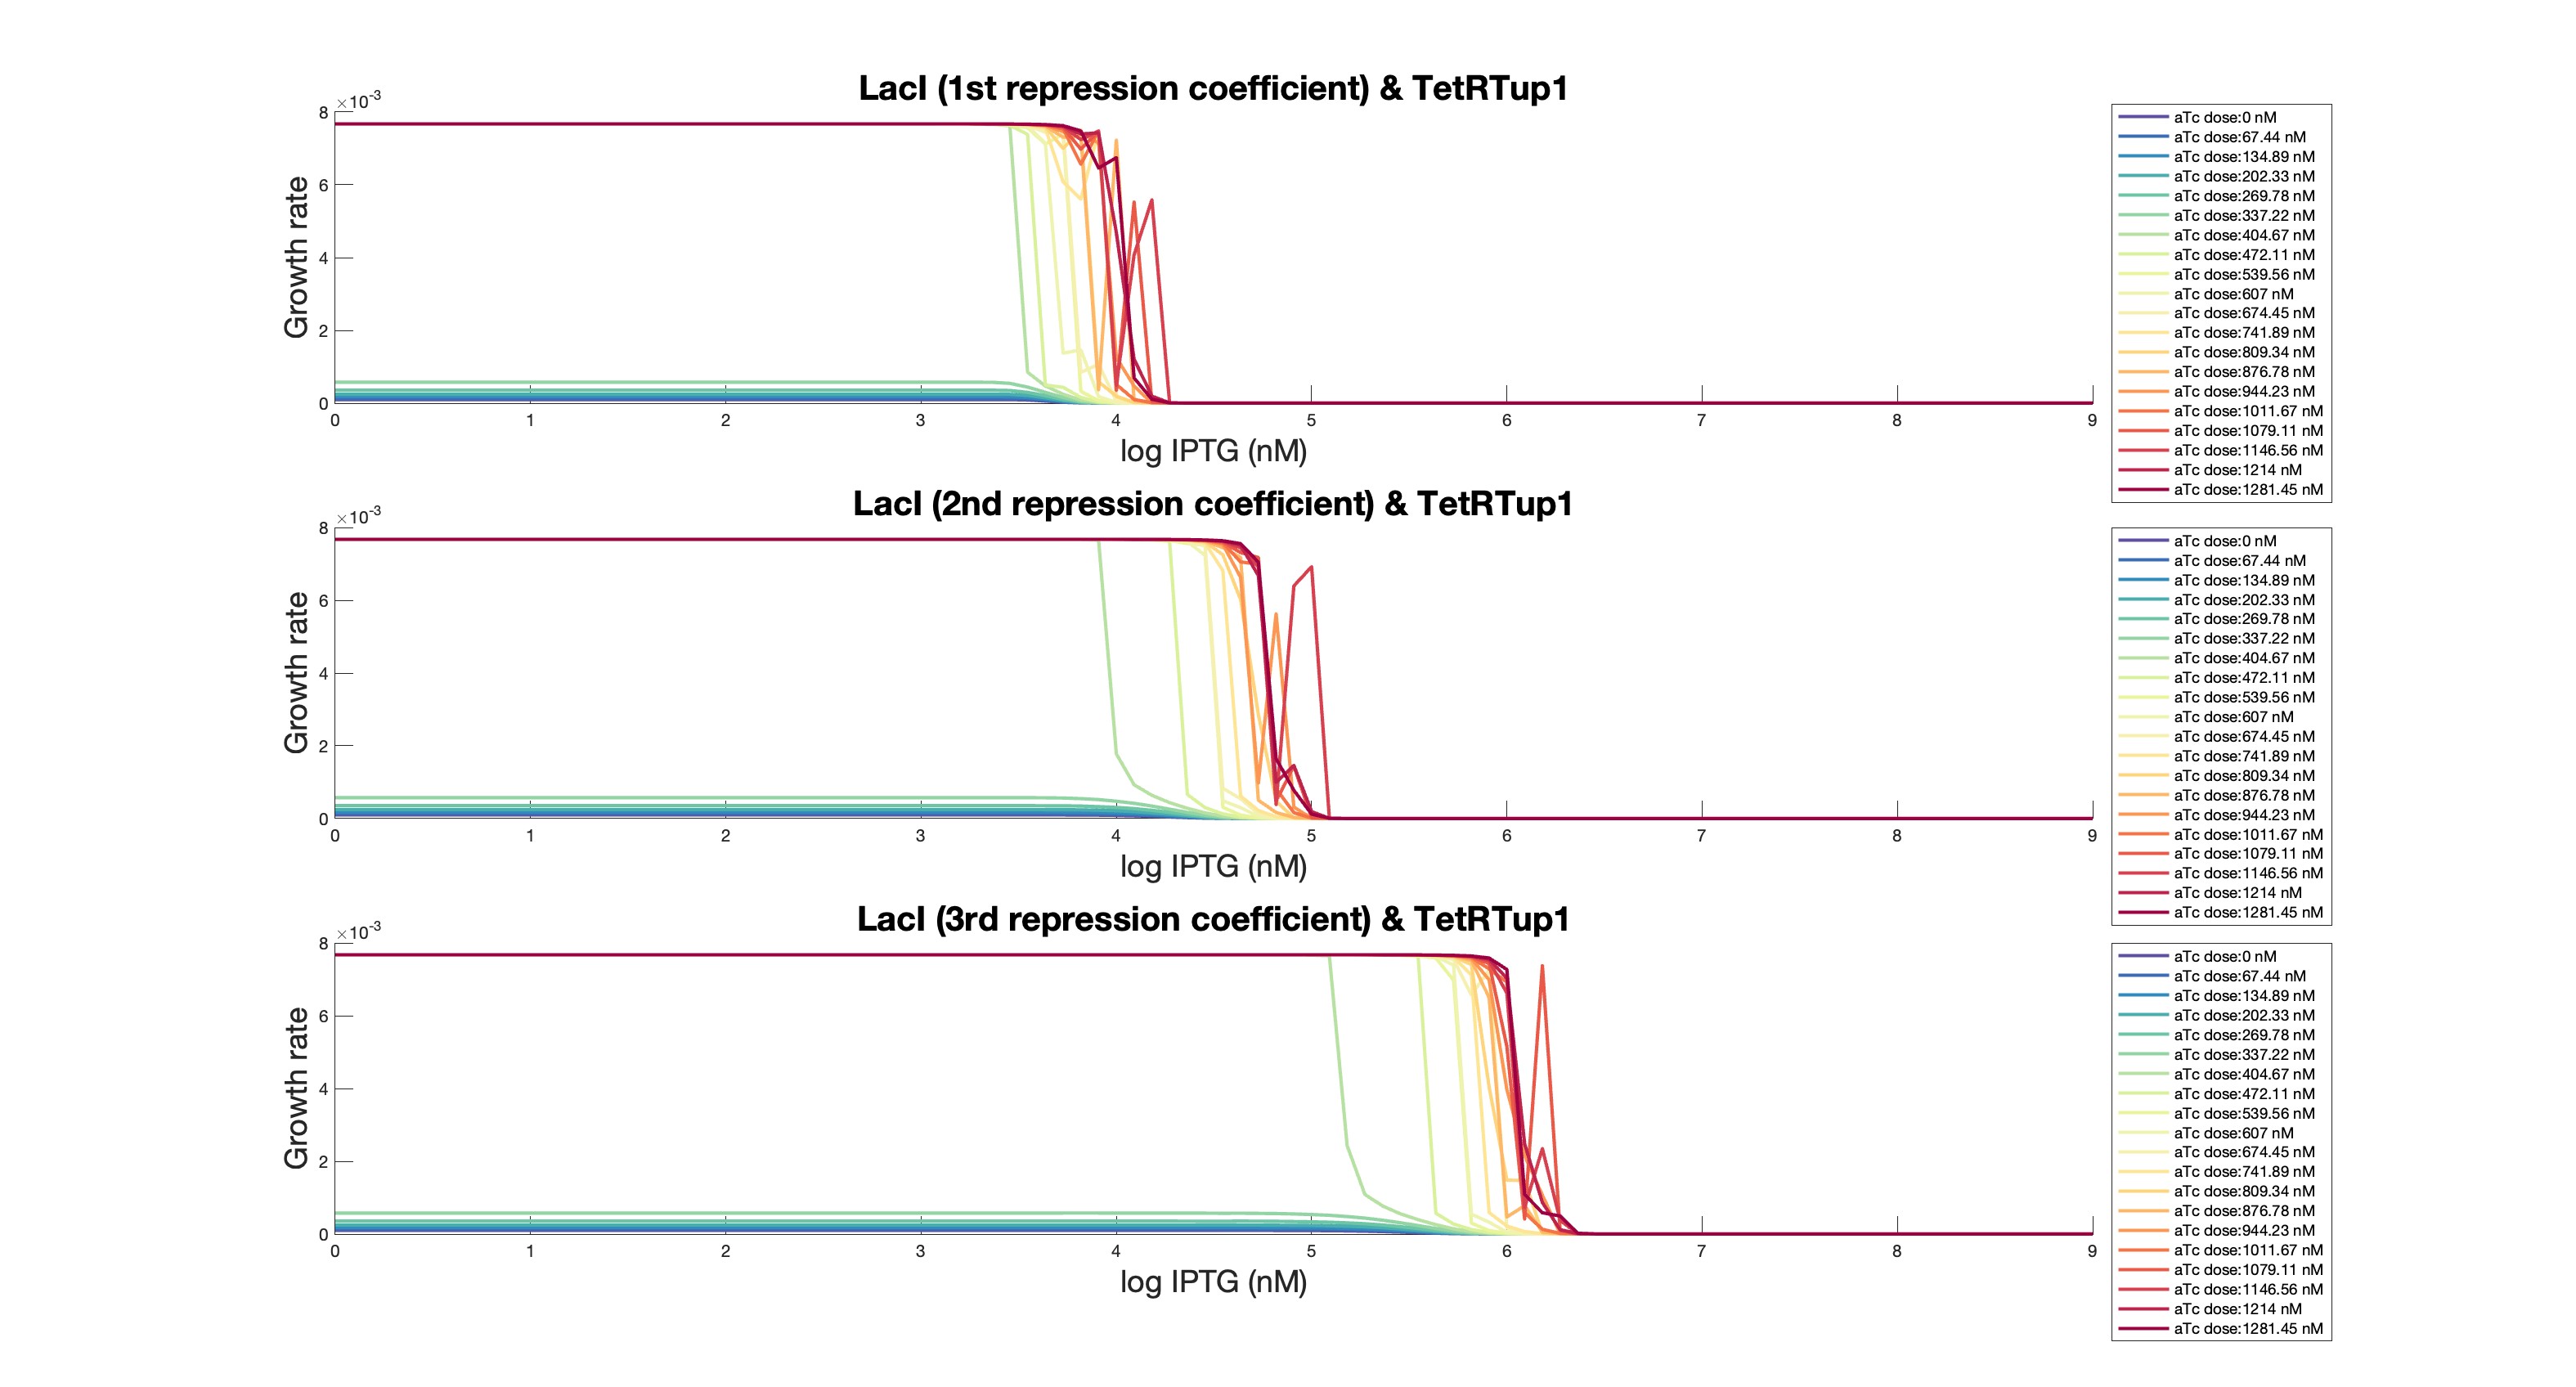 LacI (1st repression coefficient) & TetRTup1
×10-3
8
6
4
2
0
Growth rate
0 1 2 3 4 5 6 7 8 9
log IPTG (nM)
aTc dose:0 nM
aTc dose:67.44 nM
aTc dose:134.89 nM
aTc dose:202.33 nM
aTc dose:269.78 nM
aTc dose:337.22 nM
aTc dose:404.67 nM
aTc dose:472.11 nM
aTc dose:539.56 nM
aTc dose:607 nM
aTc dose:674.45 nM
aTc dose:741.89 nM
aTc dose:809.34 nM
aTc dose:876.78 nM
aTc dose:944.23 nM
aTc dose:1011.67 nM
aTc dose:1079.11 nM
aTc dose:1146.56 nM
aTc dose:1214 nM
aTc dose:1281.45 nM
LacI (2nd repression coefficient) & TetRTup1
×10-3
8
6
4
2
0
Growth rate
0 1 2 3 4 5 6 7 8 9
log IPTG (nM)
aTc dose:0 nM
aTc dose:67.44 nM
aTc dose:134.89 nM
aTc dose:202.33 nM
aTc dose:269.78 nM
aTc dose:337.22 nM
aTc dose:404.67 nM
aTc dose:472.11 nM
aTc dose:539.56 nM
aTc dose:607 nM
aTc dose:674.45 nM
aTc dose:741.89 nM
aTc dose:809.34 nM
aTc dose:876.78 nM
aTc dose:944.23 nM
aTc dose:1011.67 nM
aTc dose:1079.11 nM
aTc dose:1146.56 nM
aTc dose:1214 nM
aTc dose:1281.45 nM
LacI (3rd repression coefficient) & TetRTup1
×10-3
8
6
4
2
0
Growth rate
0 1 2 3 4 5 6 7 8 9
log IPTG (nM)
aTc dose:0 nM
aTc dose:67.44 nM
aTc dose:134.89 nM
aTc dose:202.33 nM
aTc dose:269.78 nM
aTc dose:337.22 nM
aTc dose:404.67 nM
aTc dose:472.11 nM
aTc dose:539.56 nM
aTc dose:607 nM
aTc dose:674.45 nM
aTc dose:741.89 nM
aTc dose:809.34 nM
aTc dose:876.78 nM
aTc dose:944.23 nM
aTc dose:1011.67 nM
aTc dose:1079.11 nM
aTc dose:1146.56 nM
aTc dose:1214 nM
aTc dose:1281.45 nM